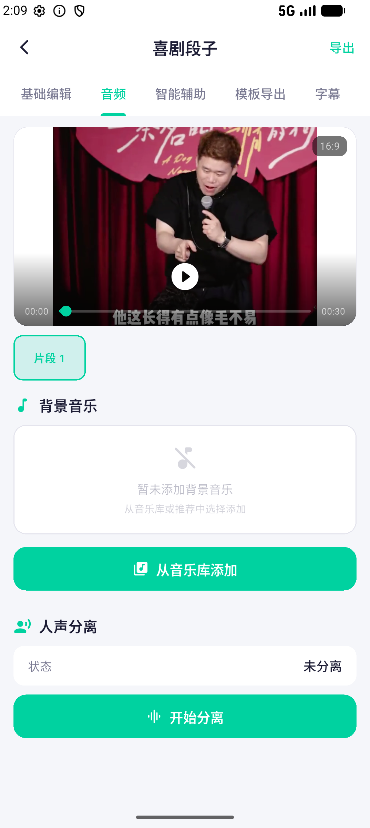 2:09
5G
喜剧段子
导出
基础编辑 音频 智能辅助 模板导出 字幕
16:9
A Day
00:00
00:30
他这长得有点像毛不易
片段 1
背景音乐
暂未添加背景音乐
从音乐库或推荐中选择添加
从音乐库添加
人声分离
状态 未分离
开始分离